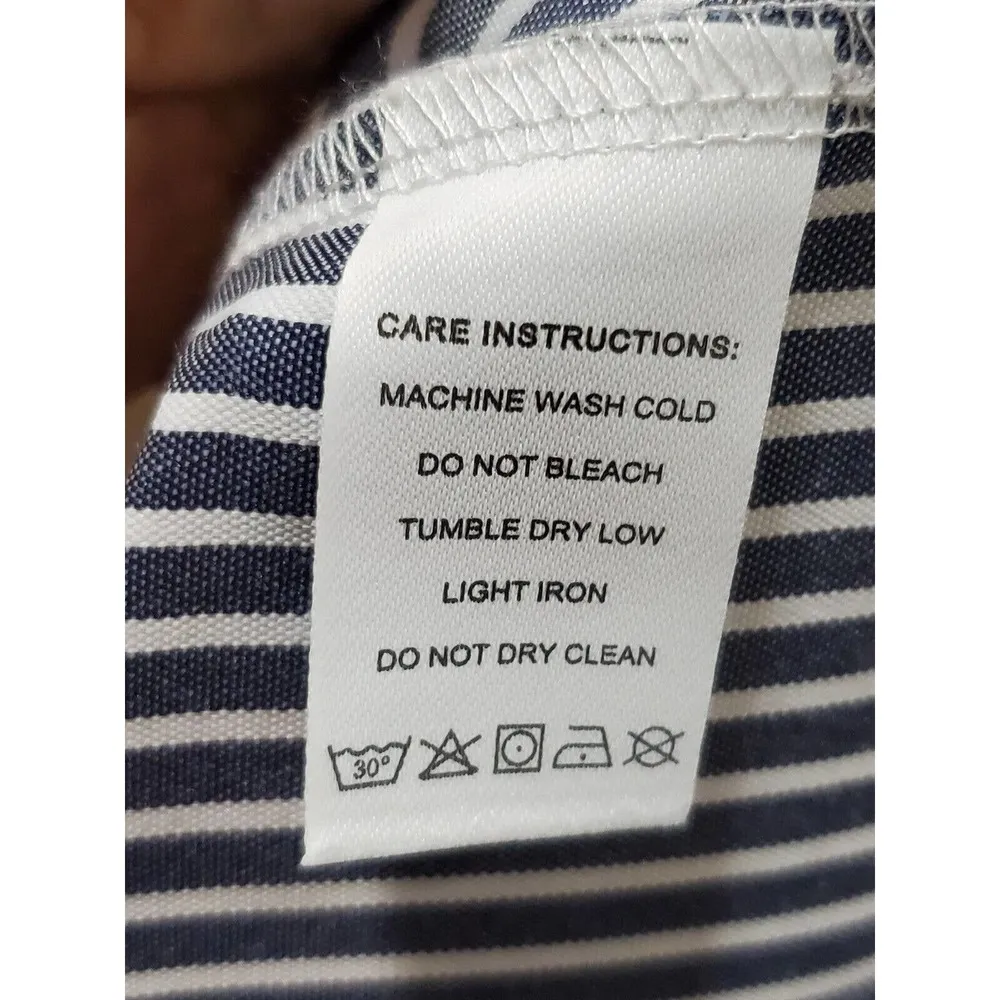 CARE INSTRUCTIONS:
MACHINE WASH COLD
DO NOT BLEACH
TUMBLE DRY LOW
LIGHT IRON
DO NOT DRY CLEAN
30°